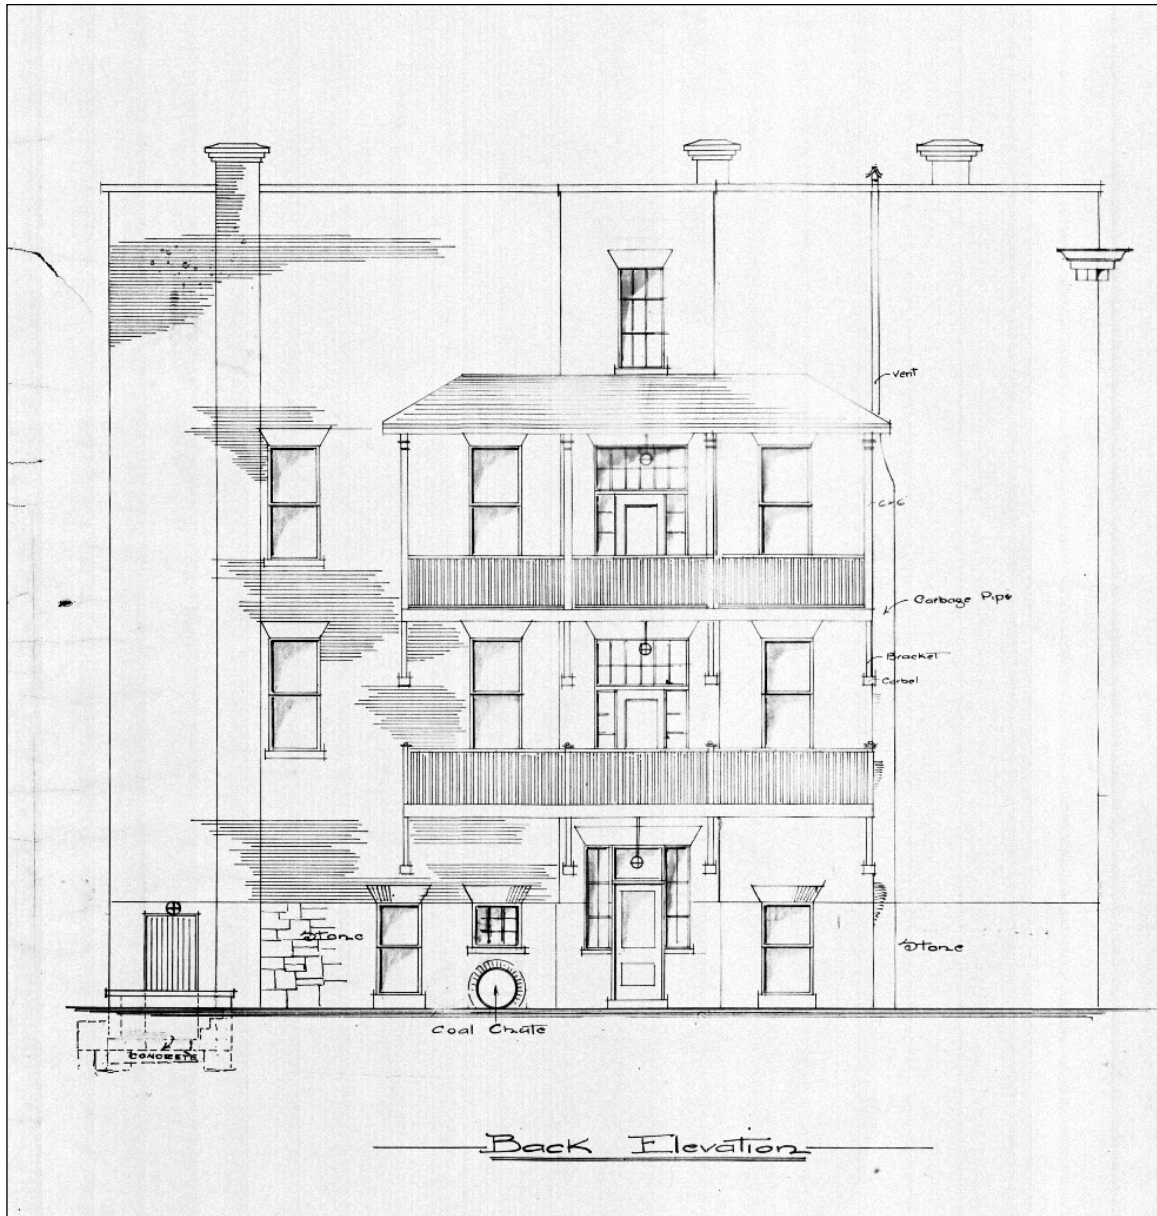 Vent
6x6
Garbage Pipe
Bracket
Corbel
Stone
Stone
Coal Chute
CONCRETE
Back Elevation